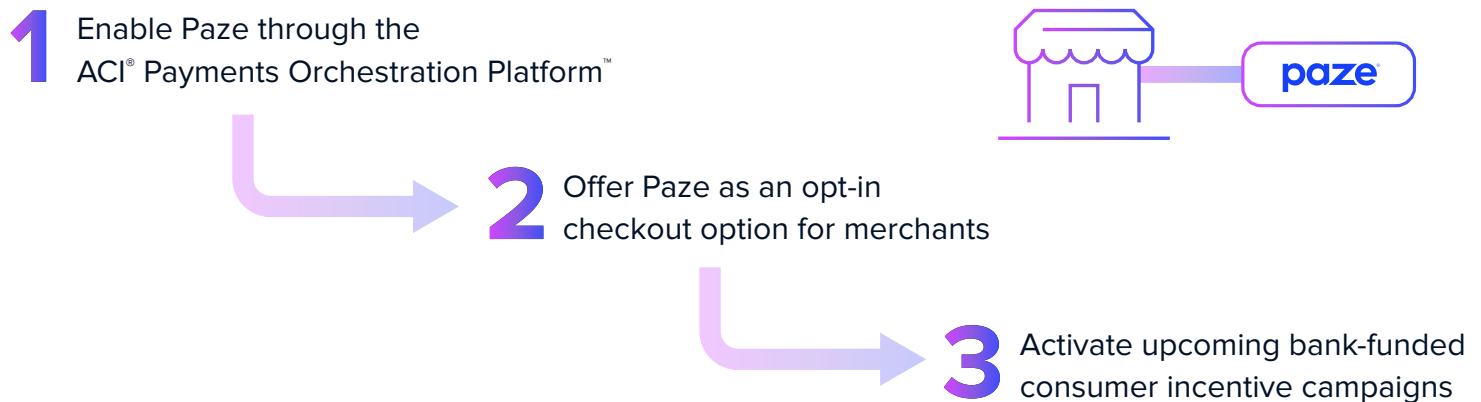 1 Enable Paze through the
ACI® Payments Orchestration Platform™
paze®
2 Offer Paze as an opt-in
checkout option for merchants
3 Activate upcoming bank-funded
consumer incentive campaigns